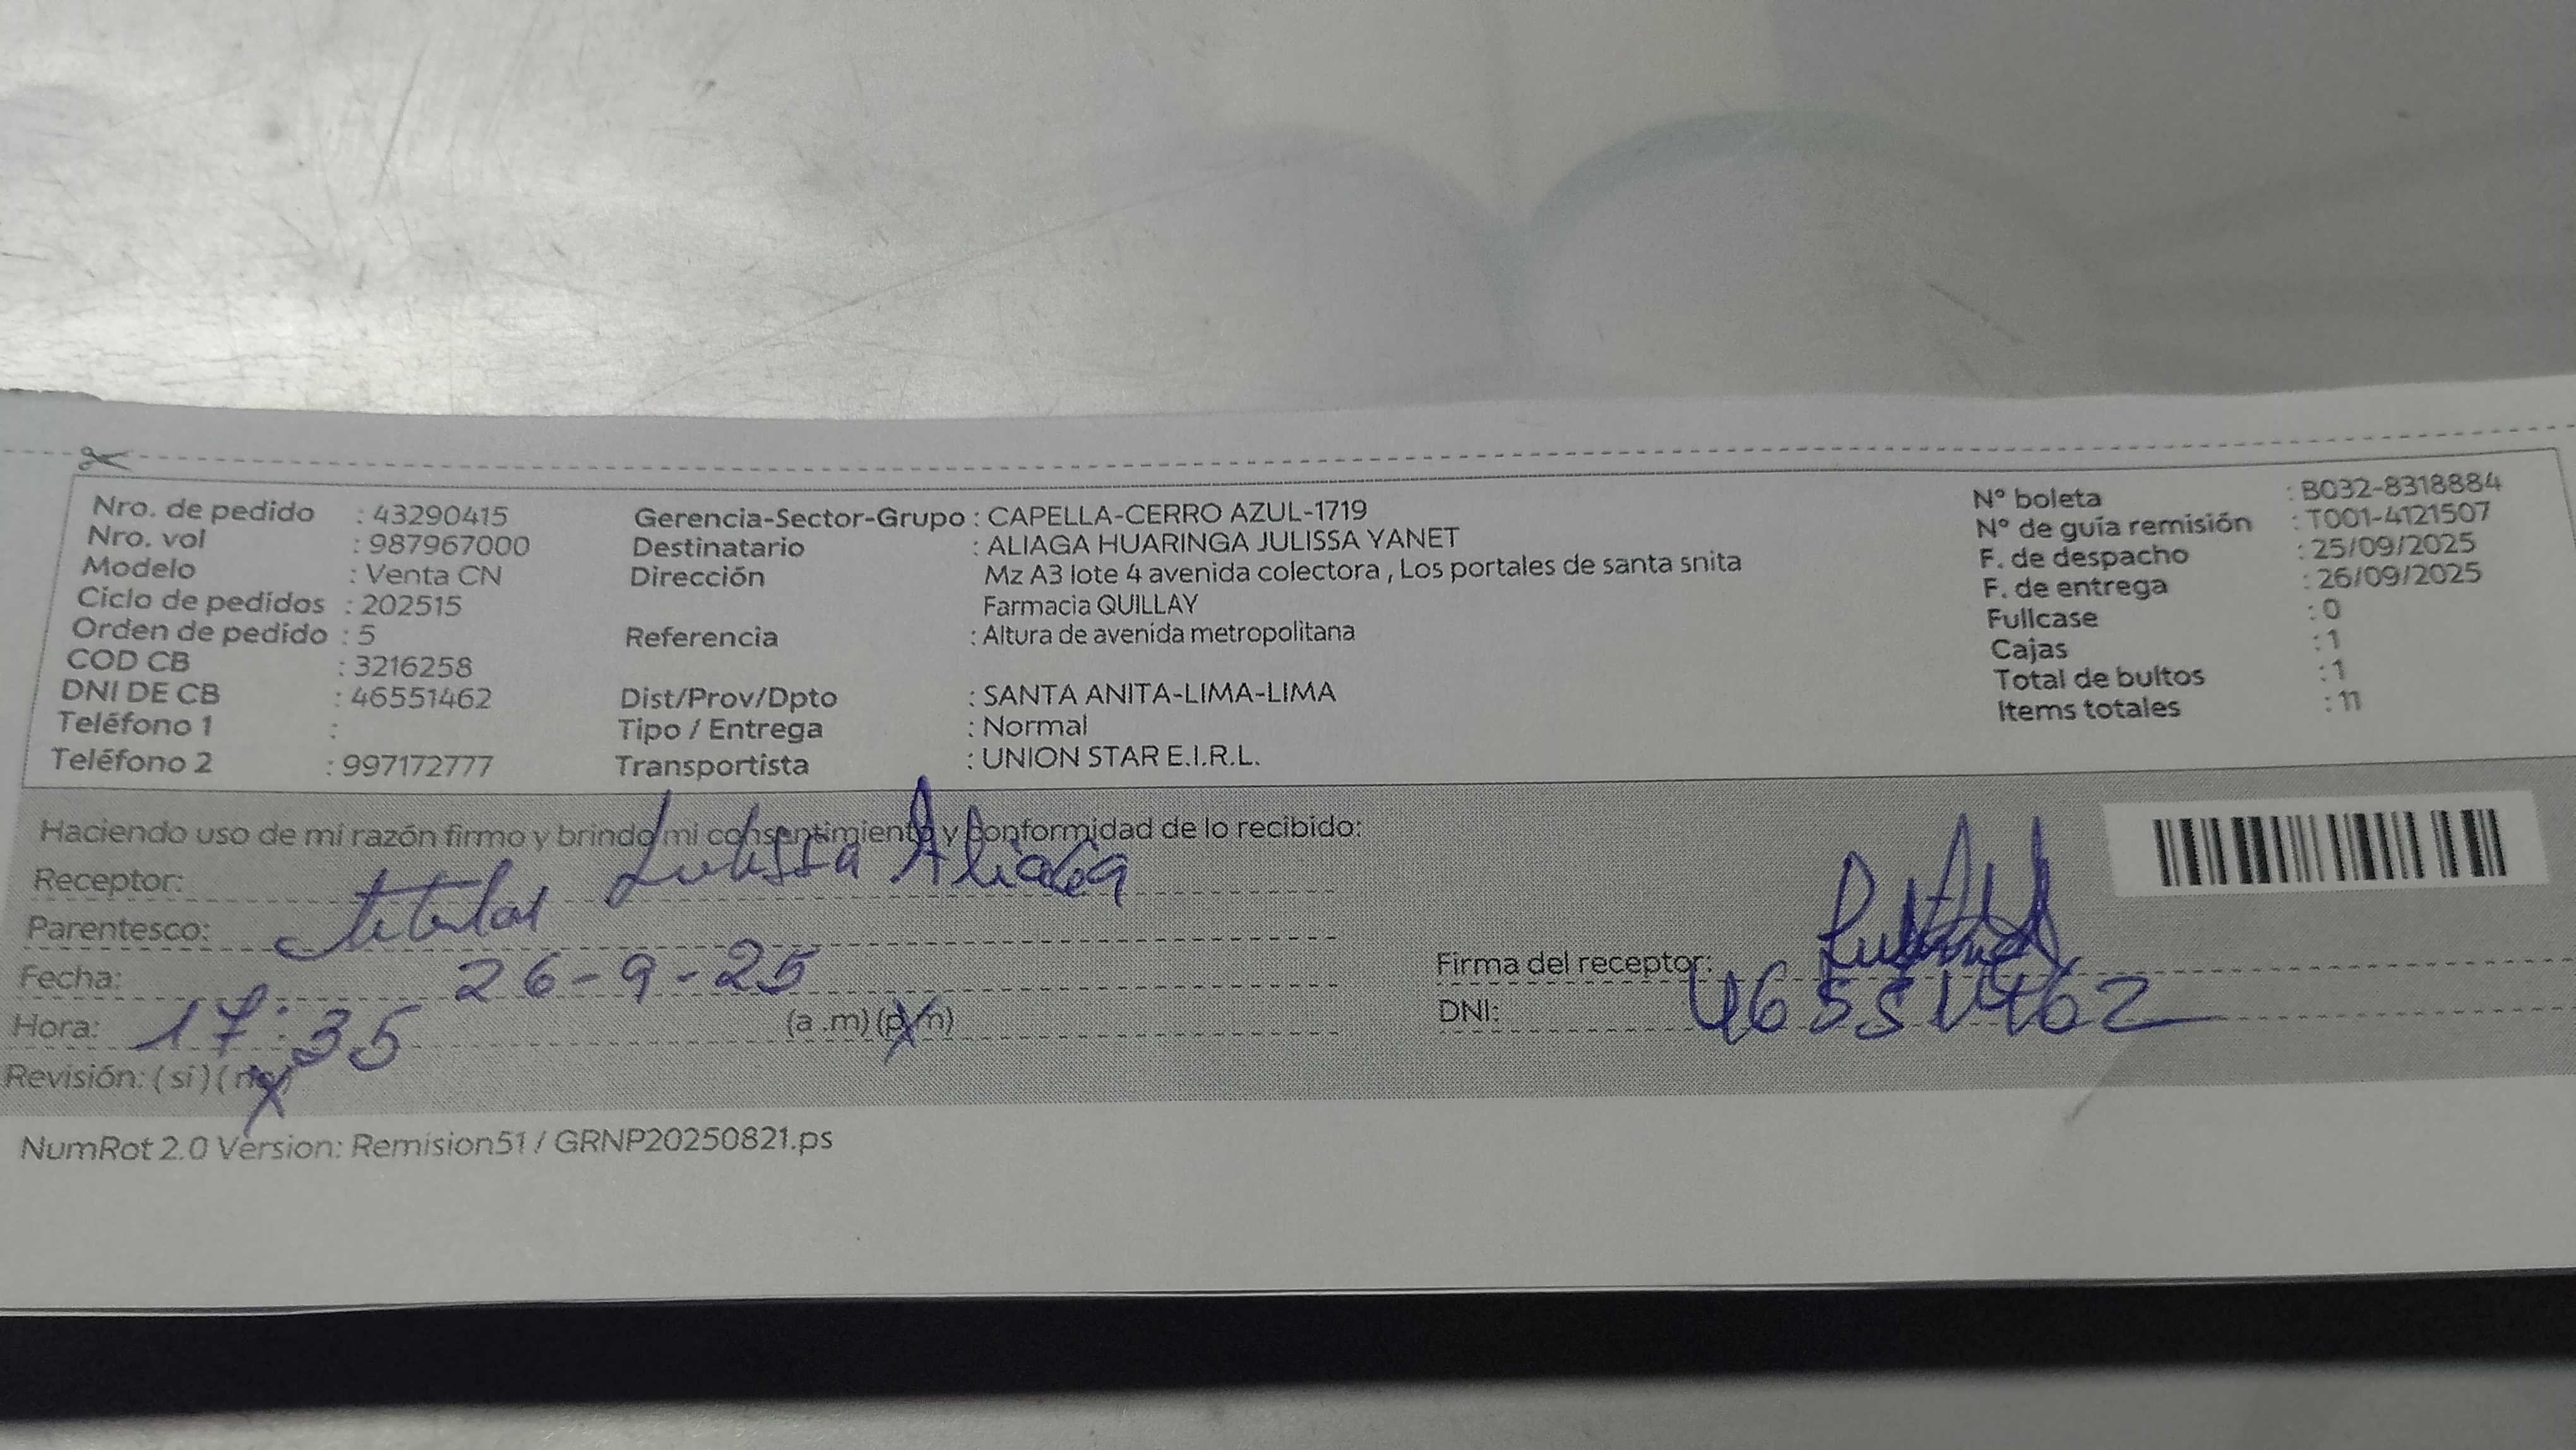 Nro. de pedido : 43290415
Nro. vol : 987967000
Modelo : Venta CN
Ciclo de pedidos : 202515
Orden de pedido : 5
COD CB : 3216258
DNI DE CB : 46551462
Teléfono 1 :
Teléfono 2 : 997172777
Gerencia-Sector-Grupo : CAPELLA-CERRO AZUL-1719
Destinatario : ALIAGA HUARINGA JULISSA YANET
Dirección Mz A3 lote 4 avenida colectora , Los portales de santa snita
Farmacia QUILLAY
Referencia : Altura de avenida metropolitana
Dist/Prov/Dpto : SANTA ANITA-LIMA-LIMA
Tipo / Entrega : Normal
Transportista : UNION STAR E.I.R.L.
N° boleta : B032-8318884
N° de guía remisión : T001-4121507
F. de despacho : 25/09/2025
F. de entrega : 26/09/2025
Fullcase : 0
Cajas : 1
Total de bultos : 1
Items totales : 11
Haciendo uso de mi razón firmo y brindo mi consentimiento y conformidad de lo recibido:
Receptor: Julissa Aliaga
Parentesco: titular
Fecha: 26-9-25
Hora: 17:35 (a .m) (p.m)
Revisión: ( si ) ( no )
Firma del receptor:
DNI: 46551462
NumRot 2.0 Version: Remision51 / GRNP20250821.ps